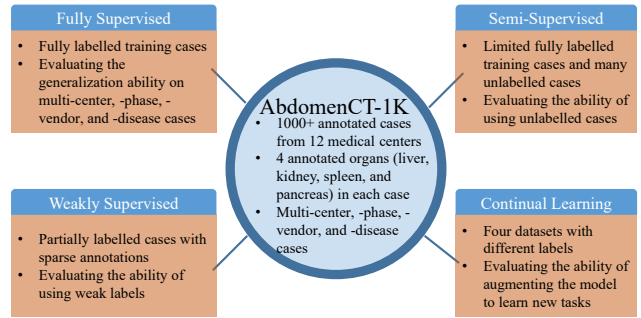 Fully Supervised
• Fully labelled training cases
• Evaluating the
generalization ability on
multi-center, -phase, -
vendor, and -disease cases
Semi-Supervised
• Limited fully labelled
training cases and many
unlabelled cases
• Evaluating the ability of
using unlabelled cases
AbdomenCT-1K
• 1000+ annotated cases
from 12 medical centers
• 4 annotated organs (liver,
kidney, spleen, and
pancreas) in each case
• Multi-center, -phase, -
vendor, and -disease
cases
Weakly Supervised
• Partially labelled cases with
sparse annotations
• Evaluating the ability of
using weak labels
Continual Learning
• Four datasets with
different labels
• Evaluating the ability of
augmenting the model
to learn new tasks